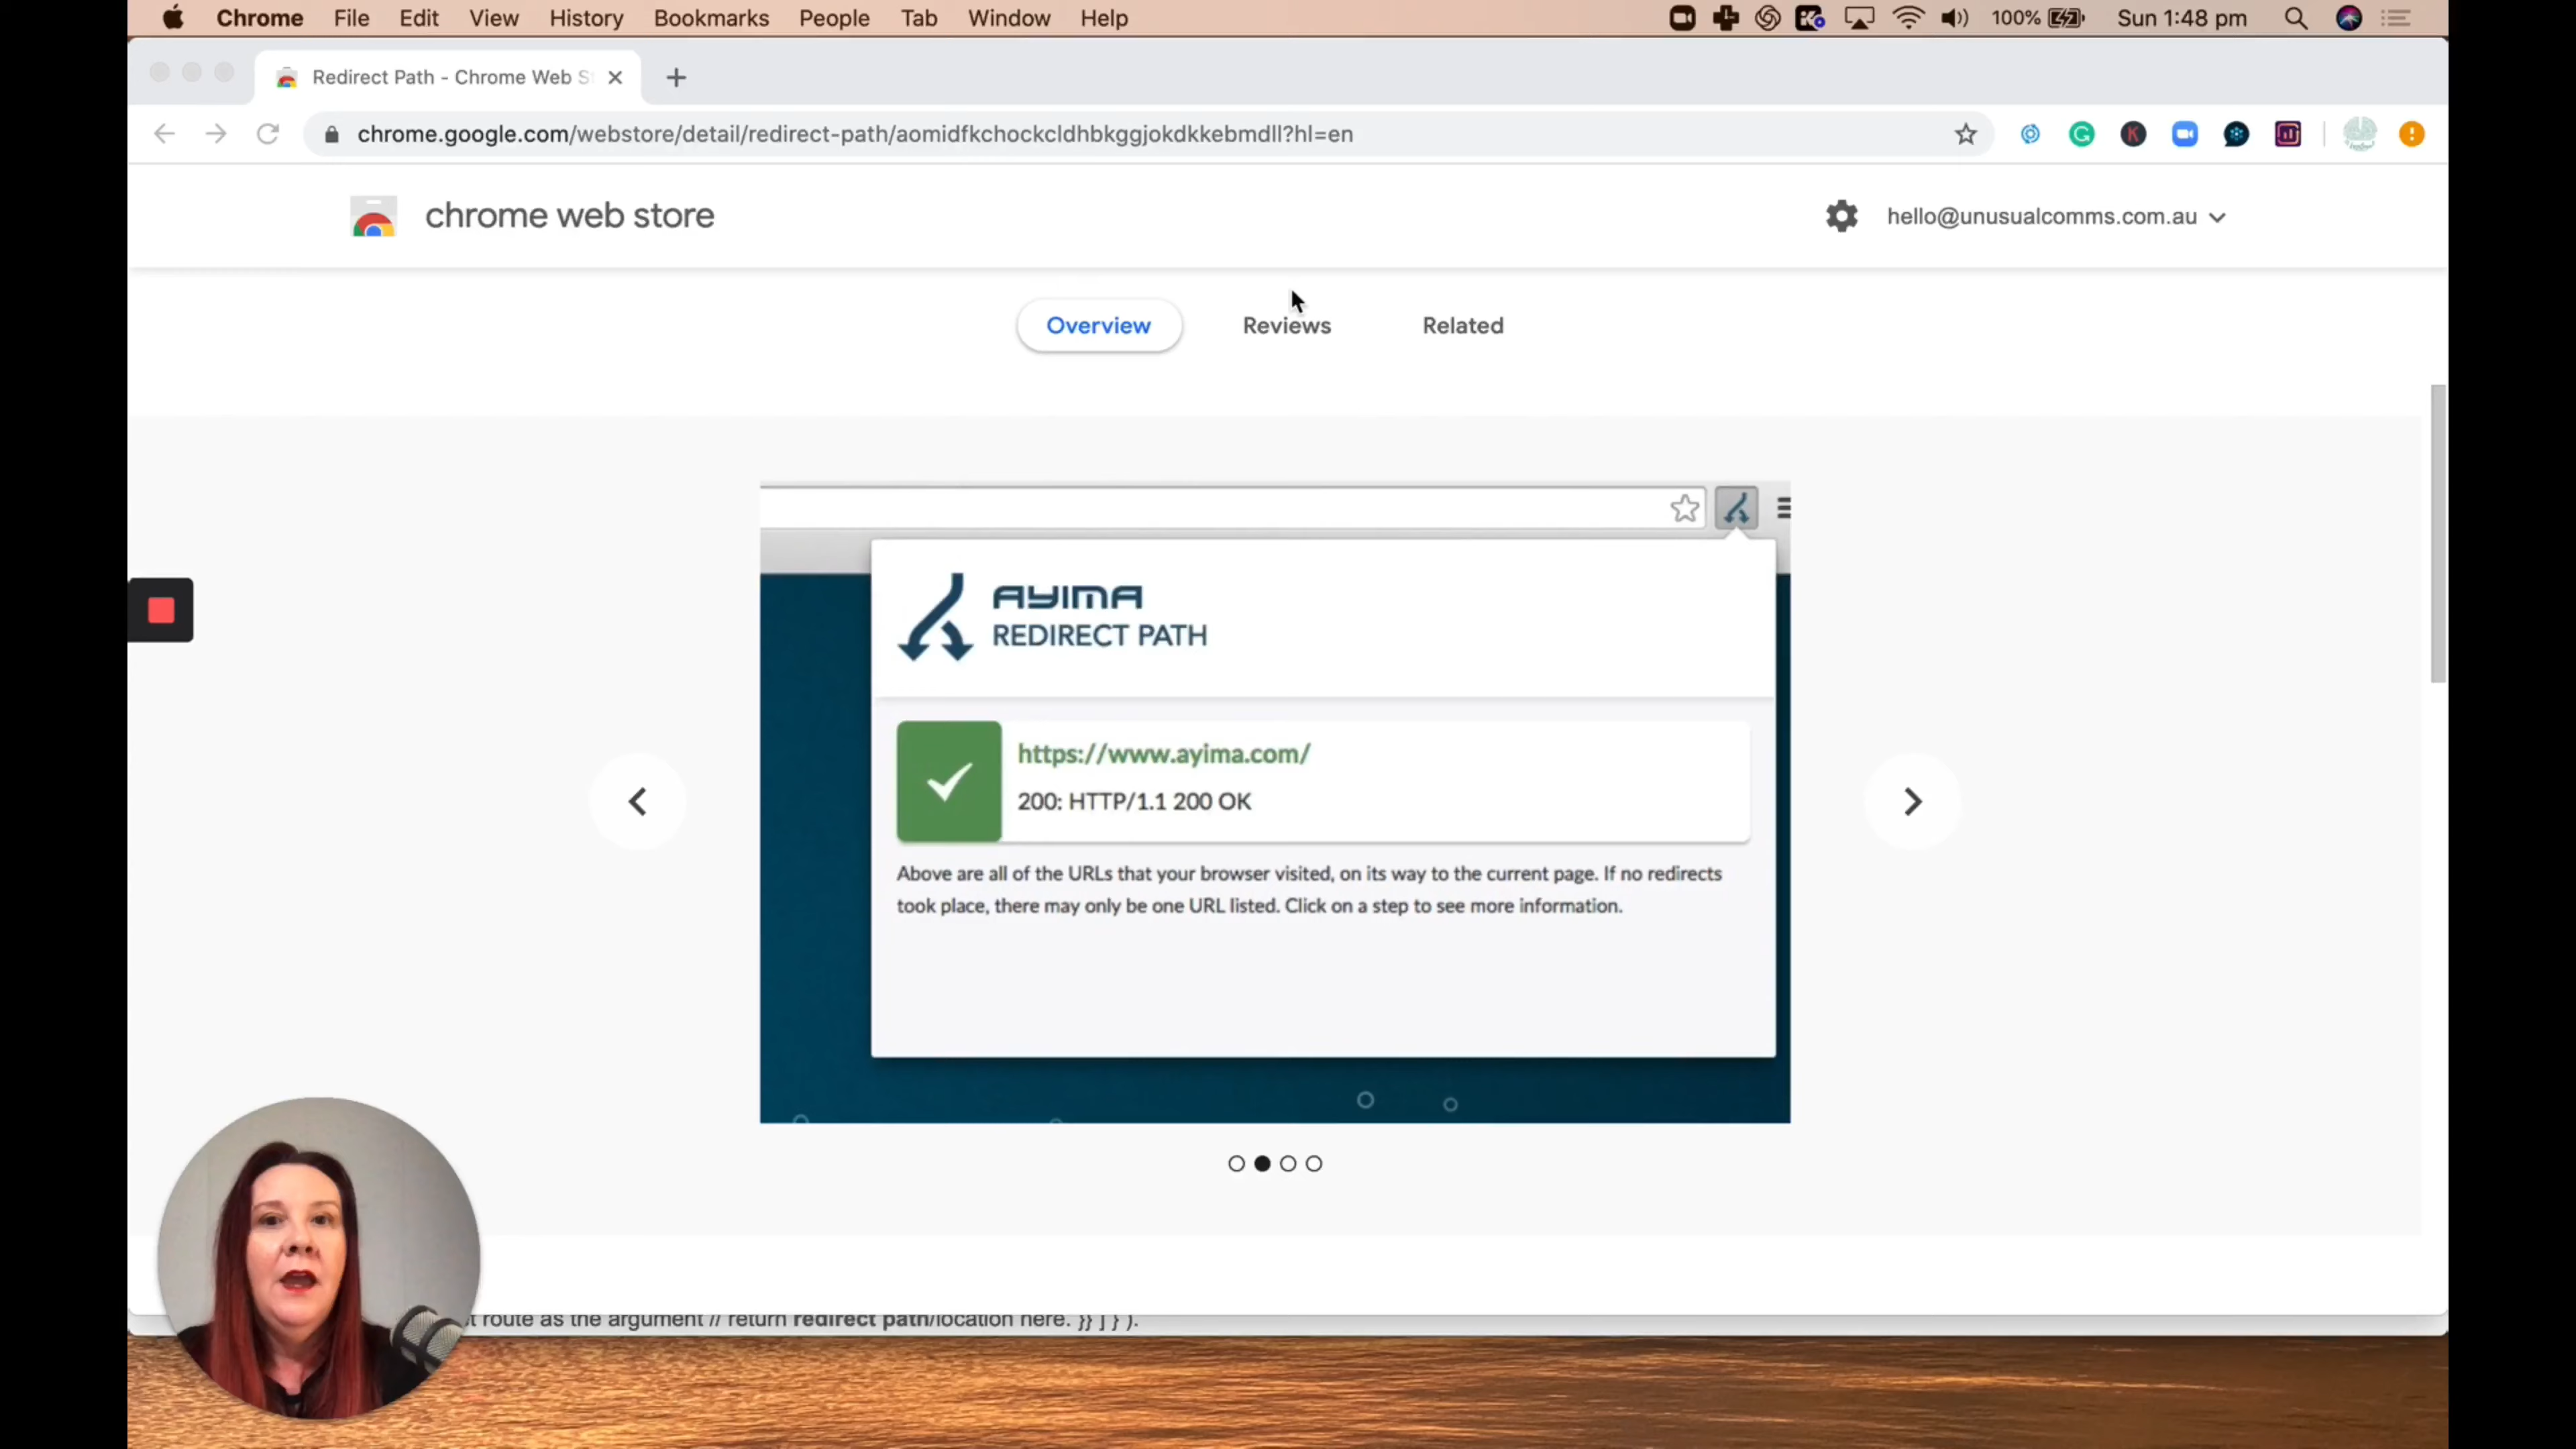 Chrome File Edit View History Bookmarks People Tab Window Help 100% Sun 1:48 pm
Redirect Path - Chrome Web S
chrome.google.com/webstore/detail/redirect-path/aomidfkchockcldhbkggjokdkkebmdll?hl=en
chrome web store hello@unusualcomms.com.au
Overview Reviews Related
AYIMA
REDIRECT PATH
https://www.ayima.com/
200: HTTP/1.1 200 OK
Above are all of the URLs that your browser visited, on its way to the current page. If no redirects
took place, there may only be one URL listed. Click on a step to see more information.
route as the argument // return redirect path/location here. }} ] } ).